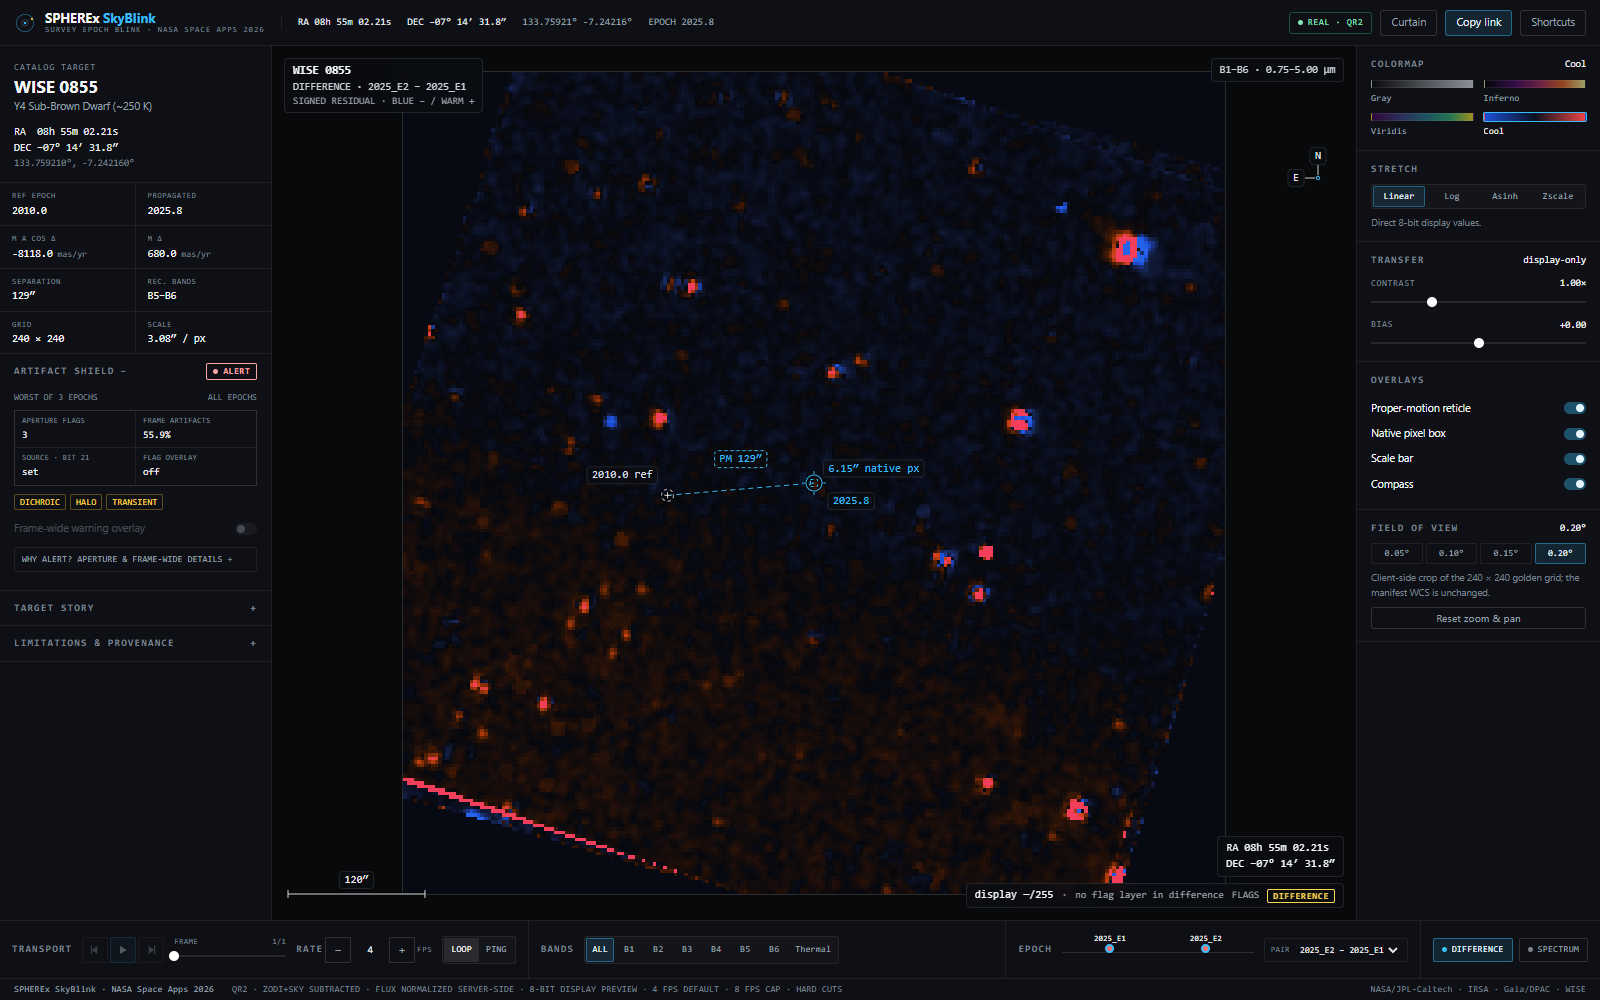 SPHEREx SkyBlink
SURVEY EPOCH BLINK · NASA SPACE APPS 2026
RA 08h 55m 02.21s DEC −07° 14′ 31.8″ 133.75921° -7.24216° EPOCH 2025.8
REAL · QR2
Curtain
Copy link
Shortcuts
CATALOG TARGET
WISE 0855
Y4 Sub-Brown Dwarf (~250 K)
RA 08h 55m 02.21s
DEC −07° 14′ 31.8″
133.759210°, -7.242160°
REF EPOCH
2010.0
PROPAGATED
2025.8
Μ Α COS Δ
-8118.0 mas/yr
Μ Δ
680.0 mas/yr
SEPARATION
129″
REC. BANDS
B5–B6
GRID
240 × 240
SCALE
3.08″ / px
ARTIFACT SHIELD −
ALERT
WORST OF 3 EPOCHS
ALL EPOCHS
APERTURE FLAGS
3
FRAME ARTIFACTS
55.9%
SOURCE · BIT 21
set
FLAG OVERLAY
off
DICHROIC
HALO
TRANSIENT
Frame-wide warning overlay
WHY ALERT? APERTURE & FRAME-WIDE DETAILS +
TARGET STORY +
LIMITATIONS & PROVENANCE +
WISE 0855
DIFFERENCE · 2025_E2 − 2025_E1
SIGNED RESIDUAL · BLUE − / WARM +
B1–B6 · 0.75–5.00 µm
N
E
PM 129″
2010.0 ref
6.15″ native px
2025.8
120″
RA 08h 55m 02.21s
DEC −07° 14′ 31.8″
display —/255 · no flag layer in difference FLAGS DIFFERENCE
COLORMAP Cool
Gray
Inferno
Viridis
Cool
STRETCH
Linear
Log
Asinh
Zscale
Direct 8-bit display values.
TRANSFER display-only
CONTRAST 1.00×
BIAS +0.00
OVERLAYS
Proper-motion reticle
Native pixel box
Scale bar
Compass
FIELD OF VIEW 0.20°
0.05°
0.10°
0.15°
0.20°
Client-side crop of the 240 × 240 golden grid; the
manifest WCS is unchanged.
Reset zoom & pan
TRANSPORT
FRAME 1/1
RATE − 4 + FPS
LOOP
PING
BANDS
ALL
B1
B2
B3
B4
B5
B6
Thermal
EPOCH
2025_E1
2025_E2
PAIR 2025_E2 − 2025_E1
DIFFERENCE
SPECTRUM
SPHEREx SkyBlink · NASA Space Apps 2026
QR2 · ZODI+SKY SUBTRACTED · FLUX NORMALIZED SERVER-SIDE · 8-BIT DISPLAY PREVIEW · 4 FPS DEFAULT · 8 FPS CAP · HARD CUTS
NASA/JPL-Caltech · IRSA · Gaia/DPAC · WISE